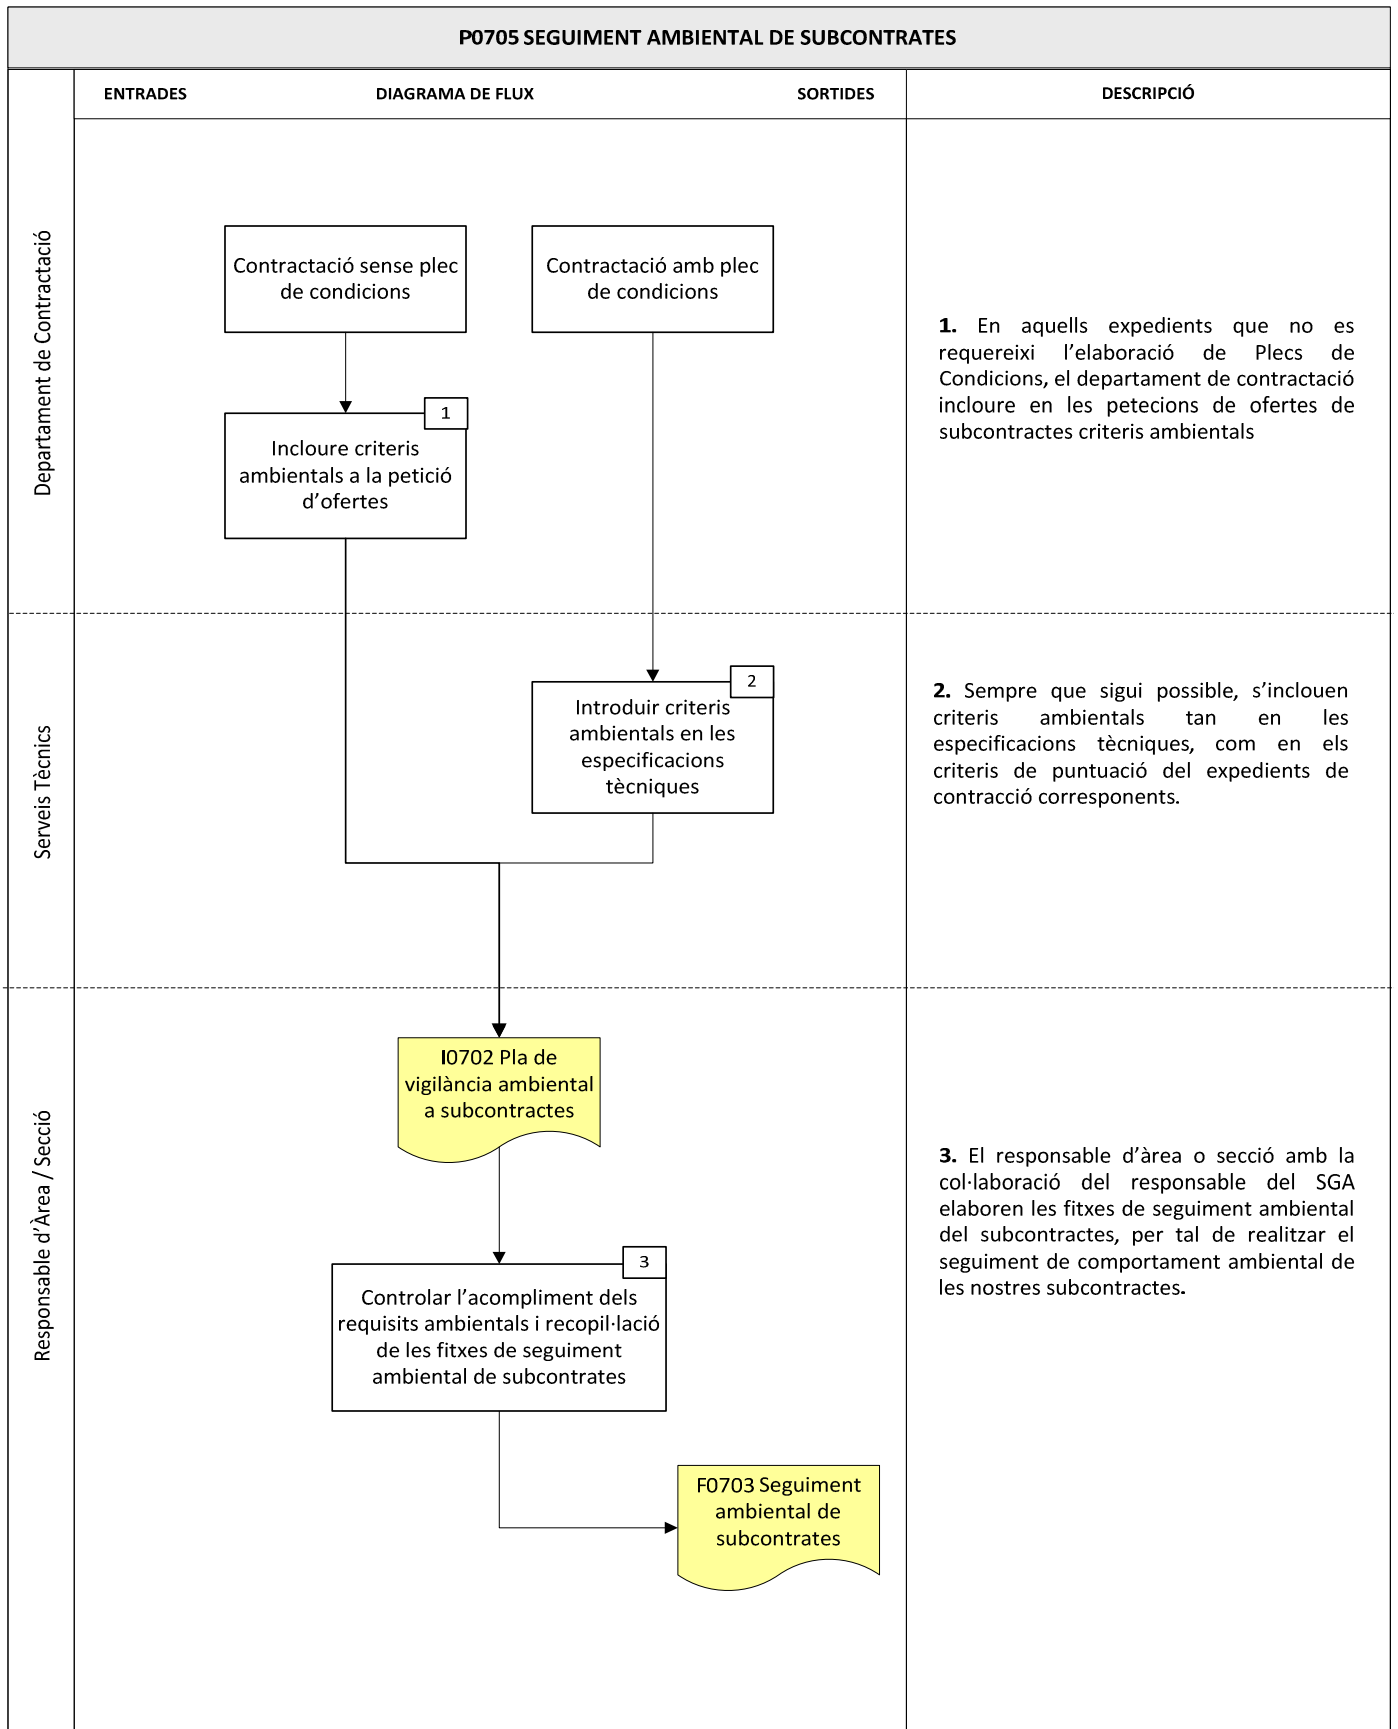 P0705 SEGUIMENT AMBIENTAL DE SUBCONTRATES
ENTRADES
DIAGRAMA DE FLUX
SORTIDES
DESCRIPCIÓ
Departament de Contractació
Contractació sense plec
de condicions
Contractació amb plec
de condicions
1
Incloure criteris
ambientals a la petició
d’ofertes
1. En aquells expedients que no es
requereixi l’elaboració de Plecs de
Condicions, el departament de contractació
incloure en les petecions de ofertes de
subcontractes criteris ambientals
Serveis Tècnics
2
Introduir criteris
ambientals en les
especificacions
tècniques
2. Sempre que sigui possible, s’inclouen
criteris ambientals tan en les
especificacions tècniques, com en els
criteris de puntuació del expedients de
contracció corresponents.
Responsable d’Àrea / Secció
I0702 Pla de
vigilància ambiental
a subcontractes
3
Controlar l’acompliment dels
requisits ambientals i recopil·lació
de les fitxes de seguiment
ambiental de subcontrates
F0703 Seguiment
ambiental de
subcontrates
3. El responsable d’àrea o secció amb la
col·laboració del responsable del SGA
elaboren les fitxes de seguiment ambiental
del subcontractes, per tal de realitzar el
seguiment de comportament ambiental de
les nostres subcontractes.